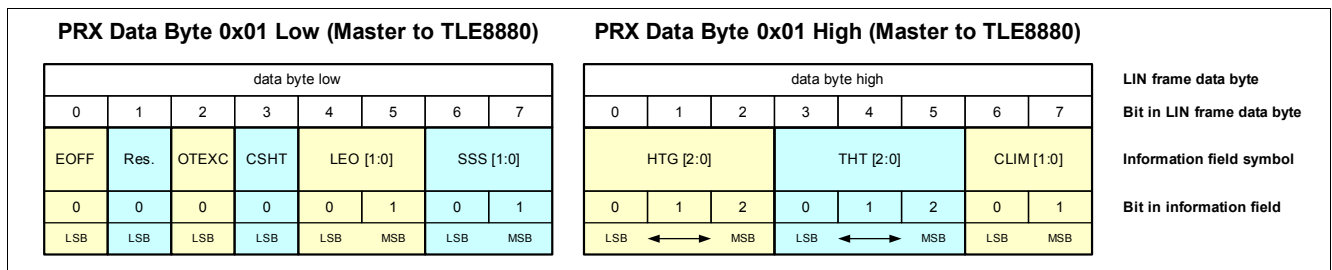 PRX Data Byte 0x01 Low (Master to TLE8880) PRX Data Byte 0x01 High (Master to TLE8880)
data byte low data byte high LIN frame data byte
0 1 2 3 4 5 6 7 0 1 2 3 4 5 6 7 Bit in LIN frame data byte
EOFF Res. OTEXC CSHT LEO [1:0] SSS [1:0] HTG [2:0] THT [2:0] CLIM [1:0] Information field symbol
0 0 0 0 0 1 0 1 0 1 2 0 1 2 0 1 Bit in information field
LSB LSB LSB LSB LSB MSB LSB MSB LSB MSB LSB MSB LSB MSB